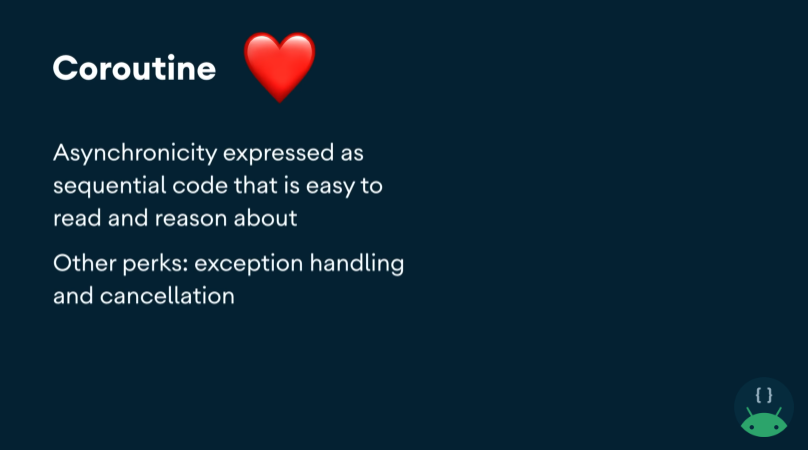 Coroutine
Asynchronicity expressed as
sequential code that is easy to
read and reason about
Other perks: exception handling
and cancellation
{ }